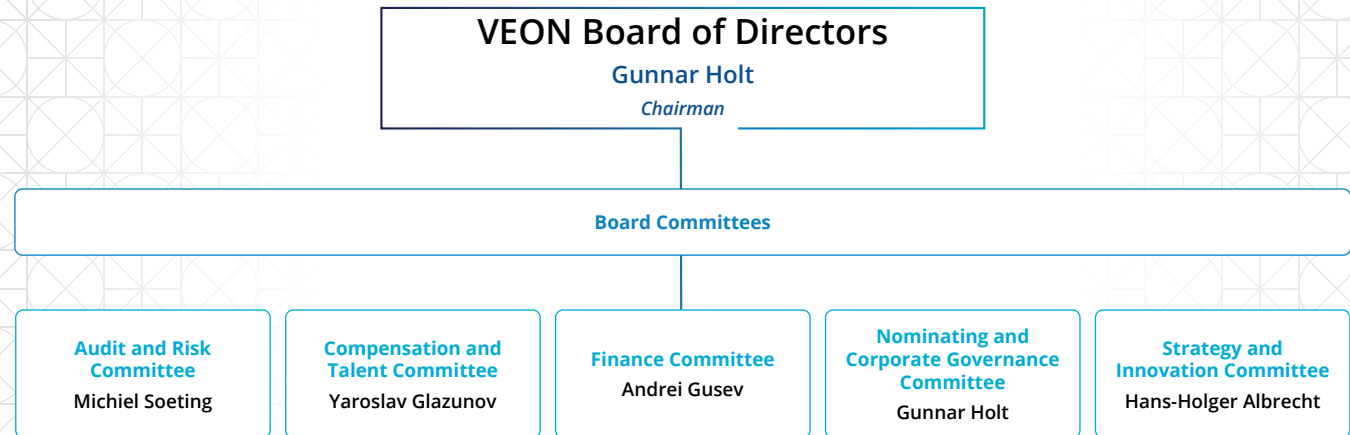 VEON Board of Directors
Gunnar Holt
Chairman
Board Committees
Audit and Risk
Committee
Michiel Soeting
Compensation and
Talent Committee
Yaroslav Glazunov
Finance Committee
Andrei Gusev
Nominating and
Corporate Governance
Committee
Gunnar Holt
Strategy and
Innovation Committee
Hans-Holger Albrecht